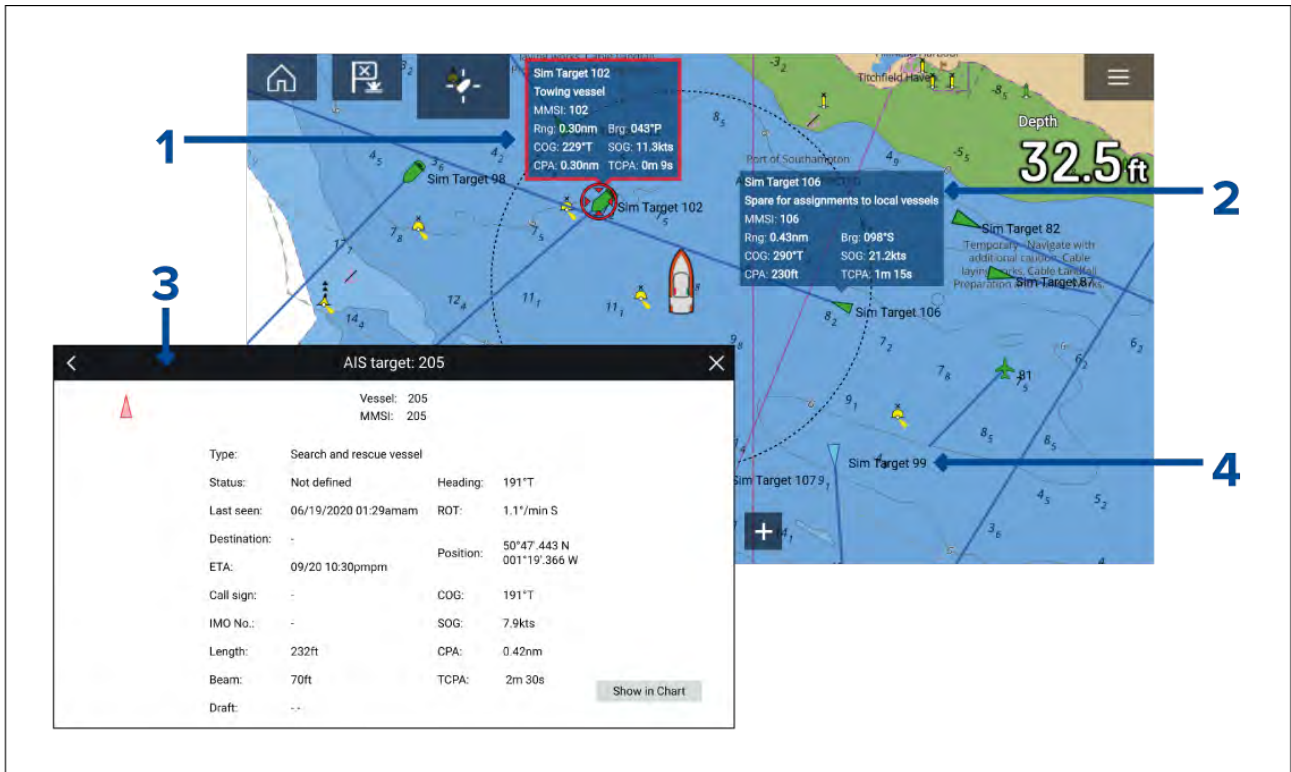 Sim Target 102
Towing vessel
MMSI: 102
Rng: 0.30nm Brg: 043°P
COG: 229°T SOG: 11.3kts
CPA: 0.30nm TCPA: 0m 9s
1
Titchfield Haven
Depth
32.5 ft
Port of Southampton
Sim Target 106
Spare for assignments to local vessels
MMSI: 106
Rng: 0.43nm Brg: 098°S
COG: 290°T SOG: 21.2kts
CPA: 230ft TCPA: 1m 15s
2
Sim Target 98
Sim Target 102
Sim Target 82
Temporary - Navigate with
additional caution. Cable
laying works, Cable Landfall
Preparation
Sim Target 87
Sim Target 106
81
Sim Target 99
4
Sim Target 107
3
AIS target: 205
Vessel: 205
MMSI: 205
Type: Search and rescue vessel
Status: Not defined Heading: 191°T
Last seen: 06/19/2020 01:29amam ROT: 1.1°/min S
Destination: - Position: 50°47'.443 N
001°19'.366 W
ETA: 09/20 10:30pmpm
Call sign: - COG: 191°T
IMO No.: - SOG: 7.9kts
Length: 232ft CPA: 0.42nm
Beam: 70ft TCPA: 2m 30s
Show in Chart
Draft: -.-